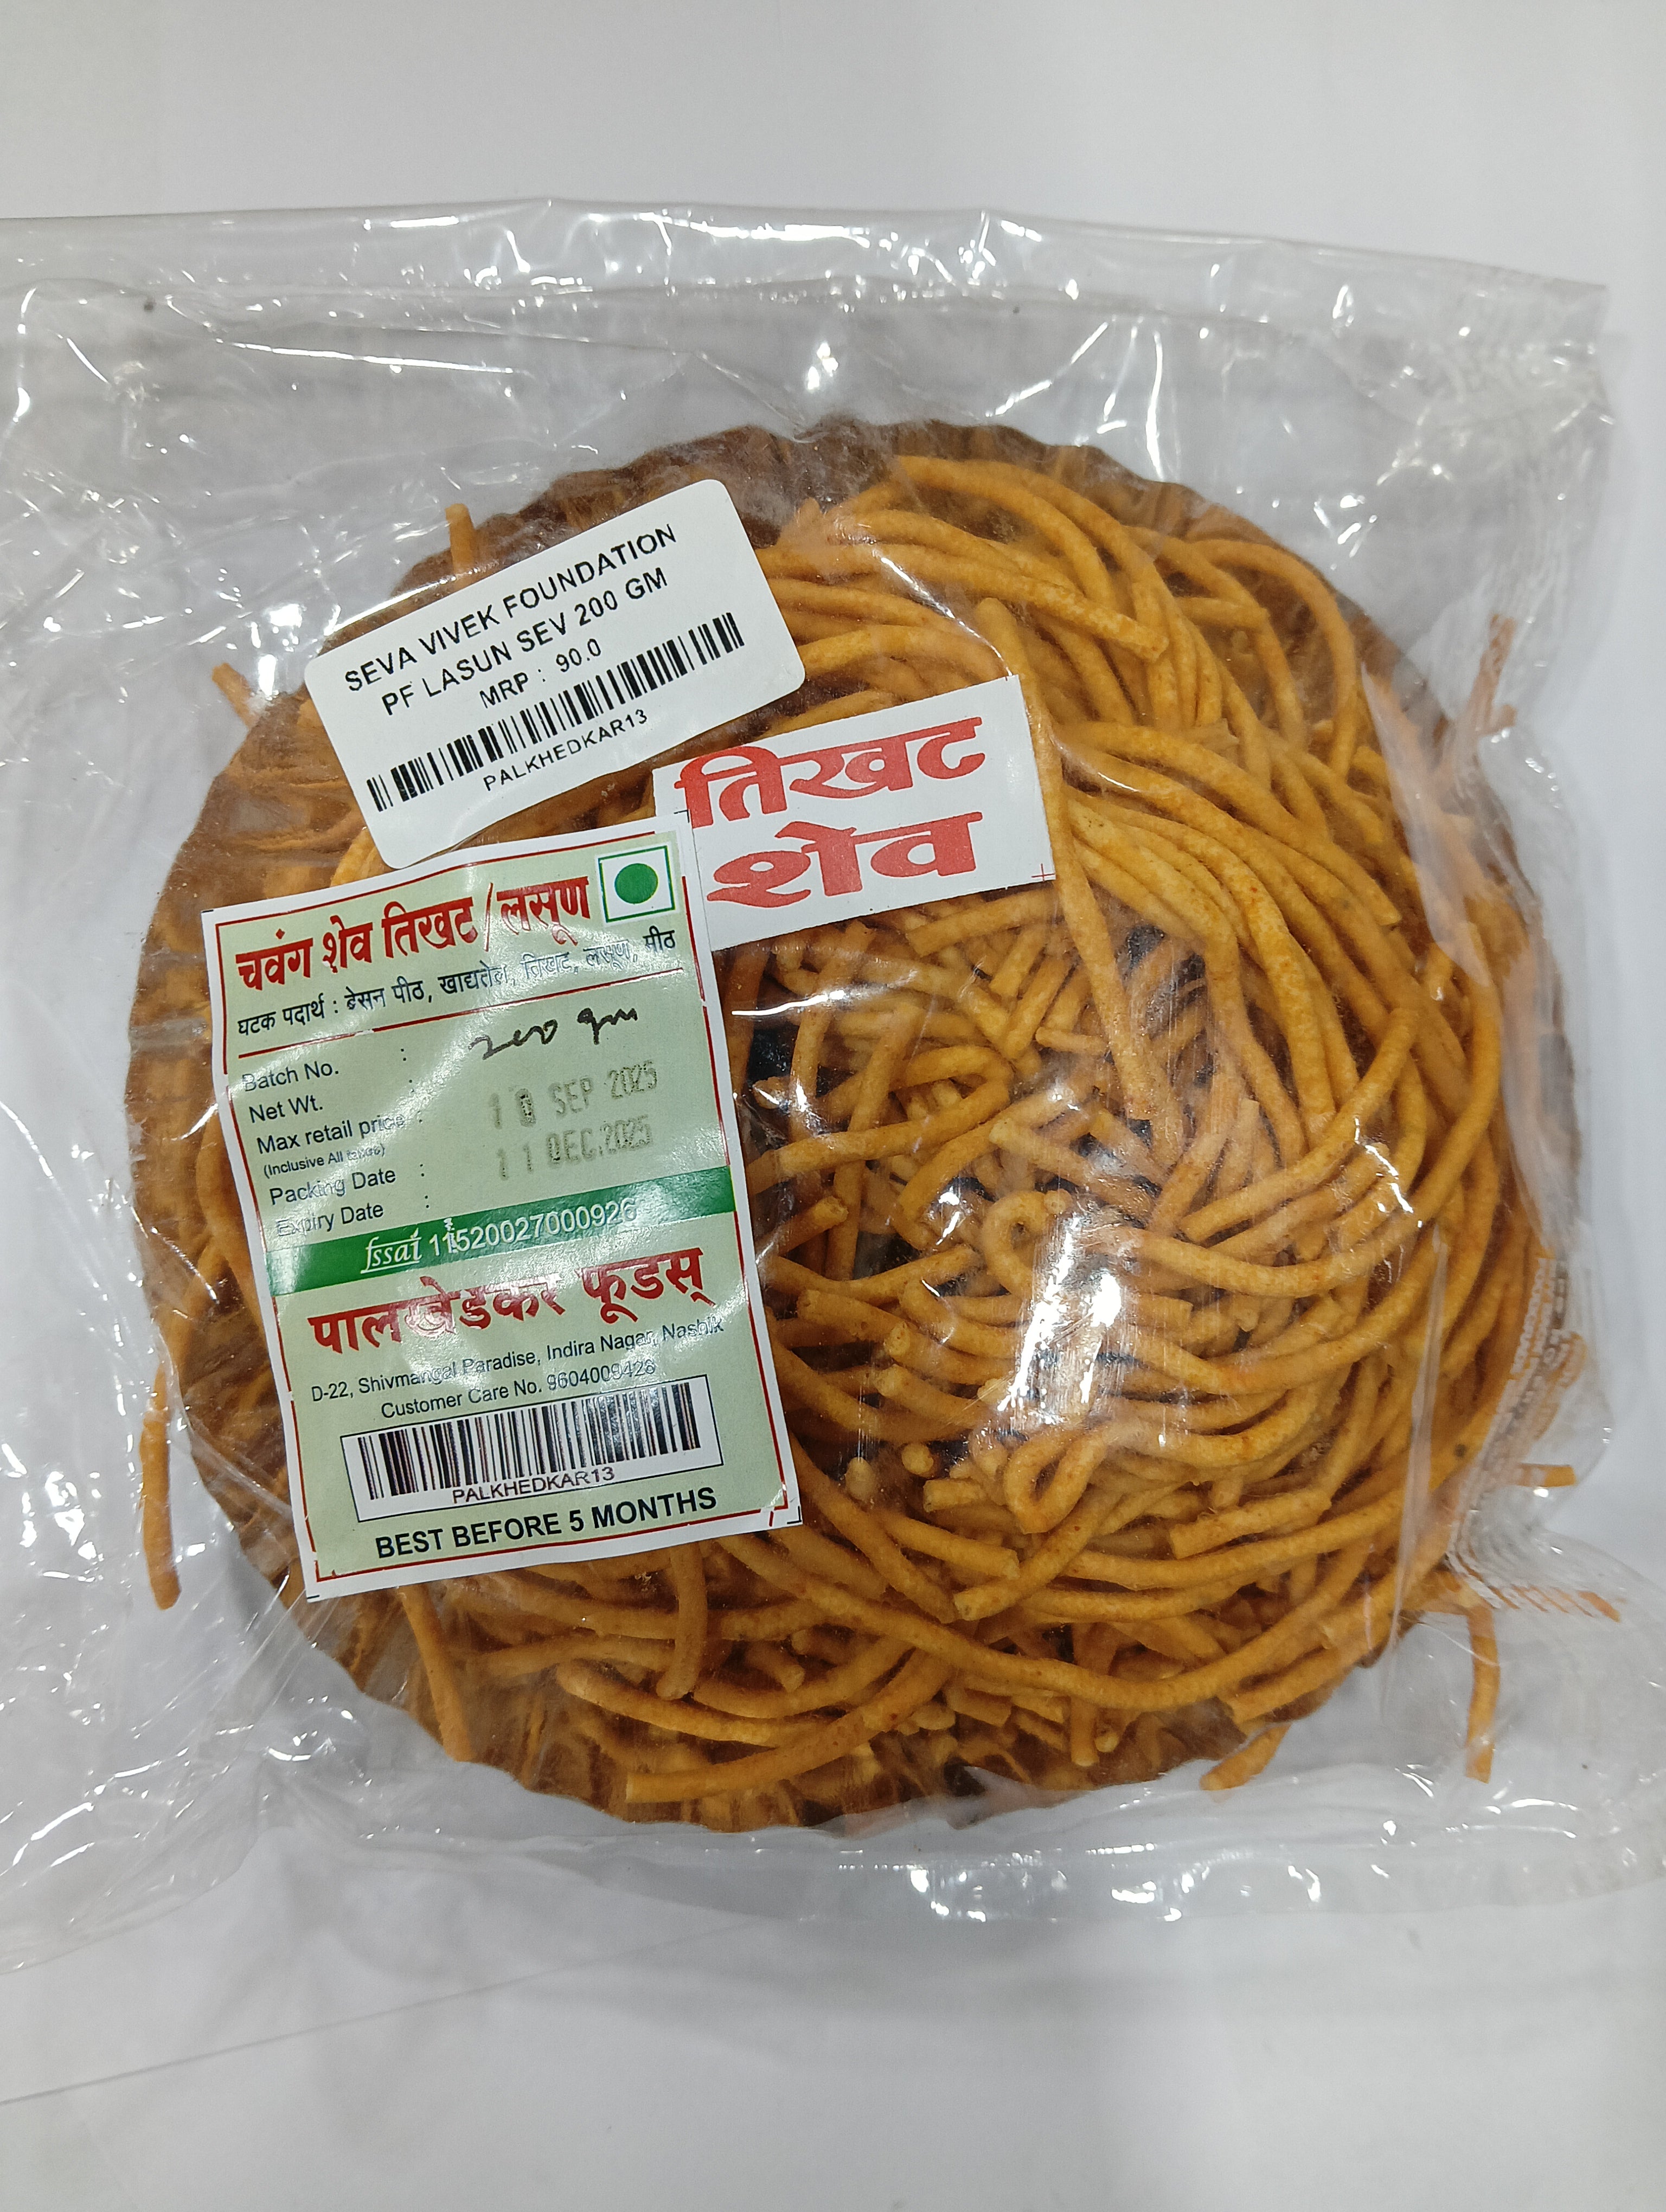 SEVA VIVEK FOUNDATION
PF LASUN SEV 200 GM
MRP : 90.0
PALKHEDKAR13
तिखट
शेव
चवंग शेव तिखट/लसूण
घटक पदार्थ : बेसन पीठ, खाद्यतेल, तिखट, लसूण, मीठ
200 gm
Batch No. :
Net Wt. :
Max retail price :
(Inclusive All taxes)
SEP 2025
Packing Date :
11 DEC.2025
Expiry Date :
fssai 11520027000926
पालखेडकर फूडस्
D-22, Shivmangal Paradise, Indira Nagar, Nashik
Customer Care No. 9604009428
PALKHEDKAR13
BEST BEFORE 5 MONTHS